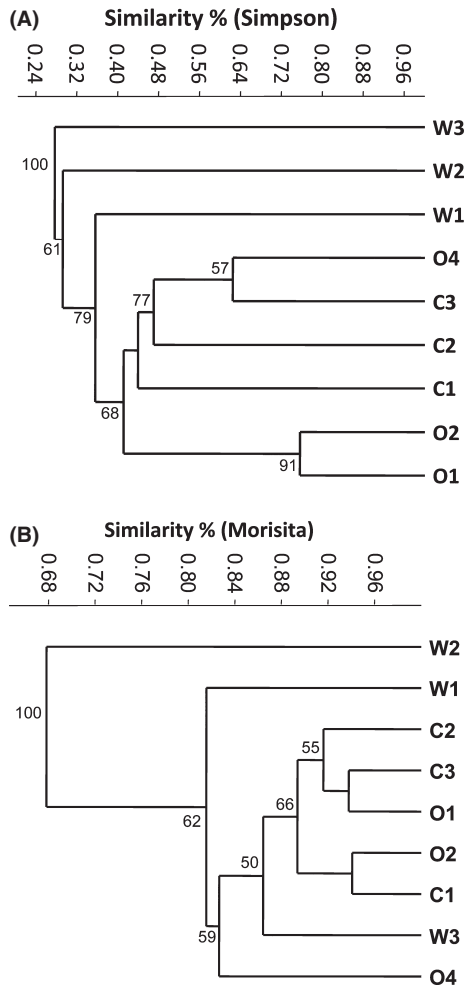 (A) Similarity % (Simpson)
0.24 0.32 0.40 0.48 0.56 0.64 0.72 0.80 0.88 0.96
W3
100
W2
W1
61
O4
57
C3
77
79
C2
C1
68
O2
91
O1
(B) Similarity % (Morisita)
0.68 0.72 0.76 0.80 0.84 0.88 0.92 0.96
W2
W1
100
C2
55
C3
66
O1
62
O2
50
C1
W3
59
O4